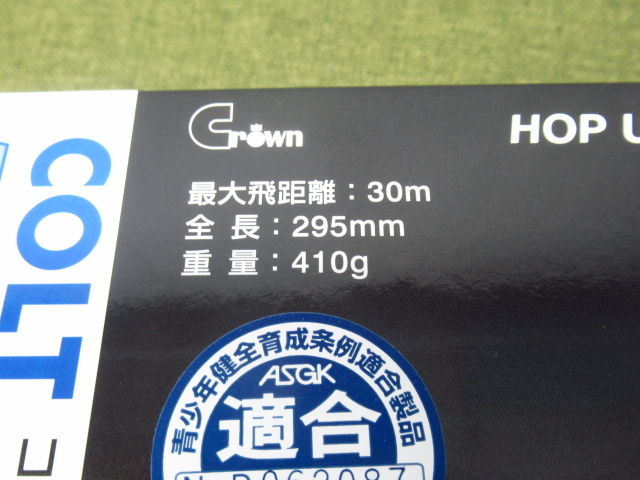 Crown
HOP U
最大飛距離：30m
全長：295mm
重量：410g
COLT
コ
青少年健全育成条例適合製品
ASGK
適合